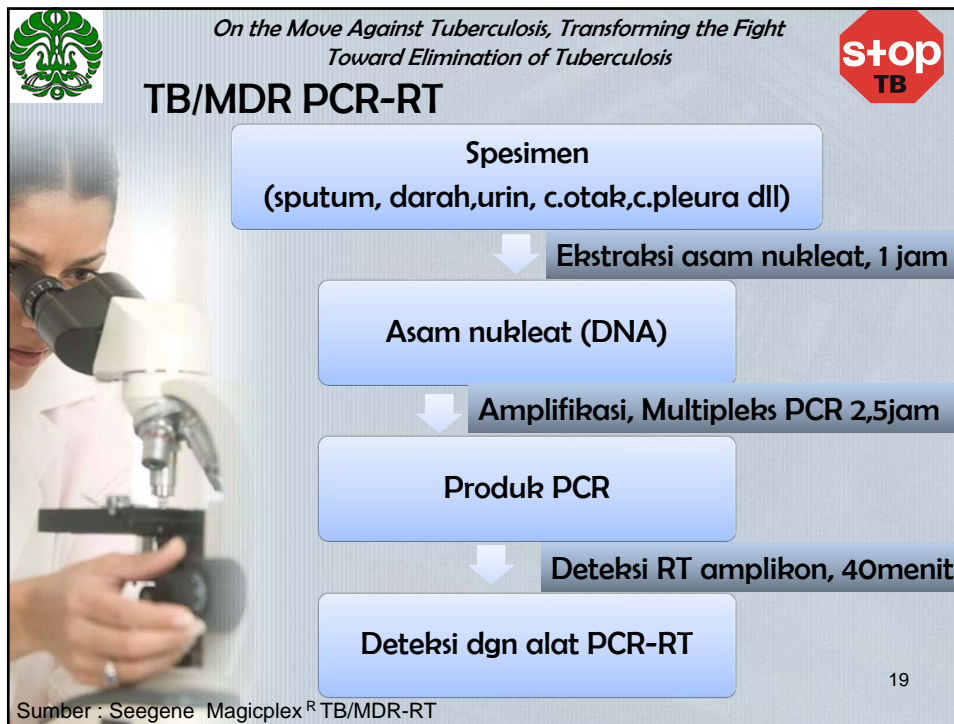 On the Move Against Tuberculosis, Transforming the Fight
Toward Elimination of Tuberculosis
stop
TB
TB/MDR PCR-RT
Spesimen
(sputum, darah,urin, c.otak,c.pleura dll)
Ekstraksi asam nukleat, 1 jam
Asam nukleat (DNA)
Amplifikasi, Multipleks PCR 2,5jam
Produk PCR
Deteksi RT amplikon, 40menit
Deteksi dgn alat PCR-RT
19
Sumber : Seegene Magicplex ᴿ TB/MDR-RT